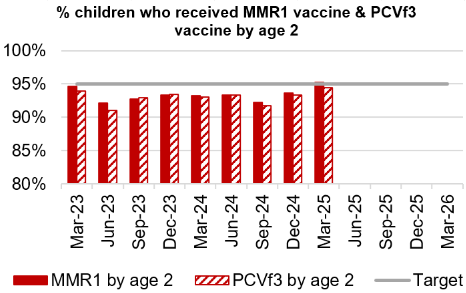 % children who received MMR1 vaccine & PCVf3
vaccine by age 2
100%
95%
90%
85%
80%
Mar-23
Jun-23
Sep-23
Dec-23
Mar-24
Jun-24
Sep-24
Dec-24
Mar-25
Jun-25
Sep-25
Dec-25
Mar-26
MMR1 by age 2 PCVf3 by age 2 Target